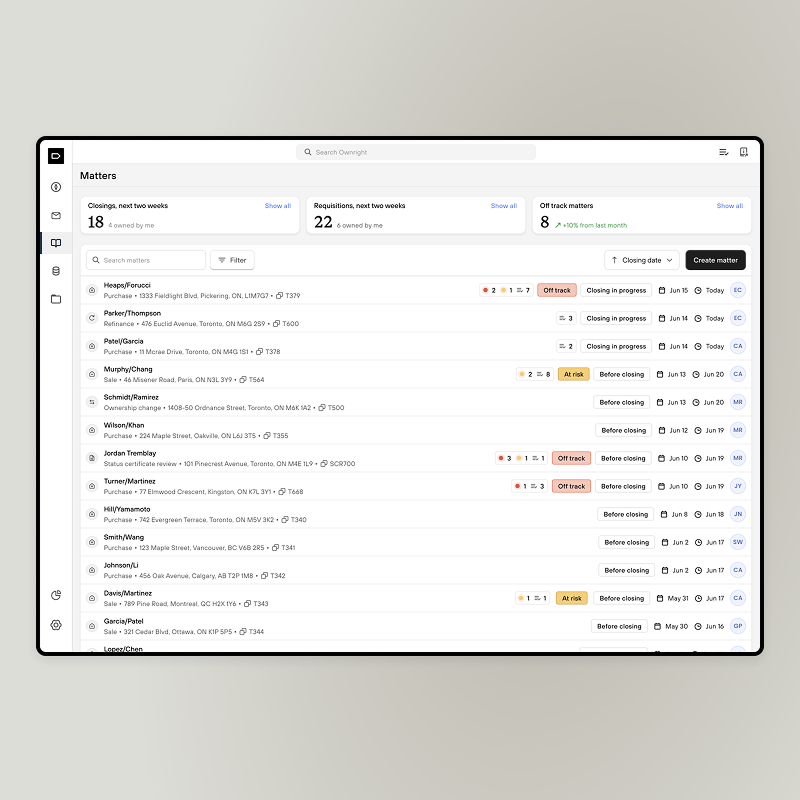 Search Ownright
Matters
Closings, next two weeks Show all
18 4 owned by me
Requisitions, next two weeks Show all
22 6 owned by me
Off track matters Show all
8 +10% from last month
Search matters Filter Closing date Create matter
Heaps/Forucci
Purchase • 1333 Fieldlight Blvd, Pickering, ON, L1M7G7 • T379
2 1 7 Off track Closing in progress Jun 15 Today EC
Parker/Thompson
Refinance • 476 Euclid Avenue, Toronto, ON M6G 2S9 • T600
3 Closing in progress Jun 14 Today EC
Patel/Garcia
Purchase • 11 Mcrae Drive, Toronto, ON M4G 1S1 • T378
2 Closing in progress Jun 14 Today CA
Murphy/Chang
Sale • 46 Misener Road, Paris, ON N3L 3Y9 • T564
2 8 At risk Before closing Jun 13 Jun 20 CA
Schmidt/Ramirez
Ownership change • 1408-50 Ordnance Street, Toronto, ON M6K 1A2 • T500
Before closing Jun 13 Jun 20 MR
Wilson/Khan
Purchase • 224 Maple Street, Oakville, ON L6J 3T5 • T355
Before closing Jun 12 Jun 19 MR
Jordan Tremblay
Status certificate review • 101 Pinecrest Avenue, Toronto, ON M4E 1L9 • SCR700
3 1 1 Off track Before closing Jun 10 Jun 19 MR
Turner/Martinez
Purchase • 77 Elmwood Crescent, Kingston, ON K7L 3Y1 • T668
1 3 Off track Before closing Jun 10 Jun 19 JY
Hill/Yamamoto
Purchase • 742 Evergreen Terrace, Toronto, ON M5V 3K2 • T340
Before closing Jun 8 Jun 18 JN
Smith/Wang
Purchase • 123 Maple Street, Vancouver, BC V6B 2R5 • T341
Before closing Jun 2 Jun 17 SW
Johnson/Li
Purchase • 456 Oak Avenue, Calgary, AB T2P 1M8 • T342
Before closing Jun 2 Jun 17 CA
Davis/Martinez
Sale • 789 Pine Road, Montreal, QC H2X 1Y6 • T343
1 1 At risk Before closing May 31 Jun 17 CA
Garcia/Patel
Sale • 321 Cedar Blvd, Ottawa, ON K1P 5P5 • T344
Before closing May 30 Jun 16 GP
Lopez/Chen